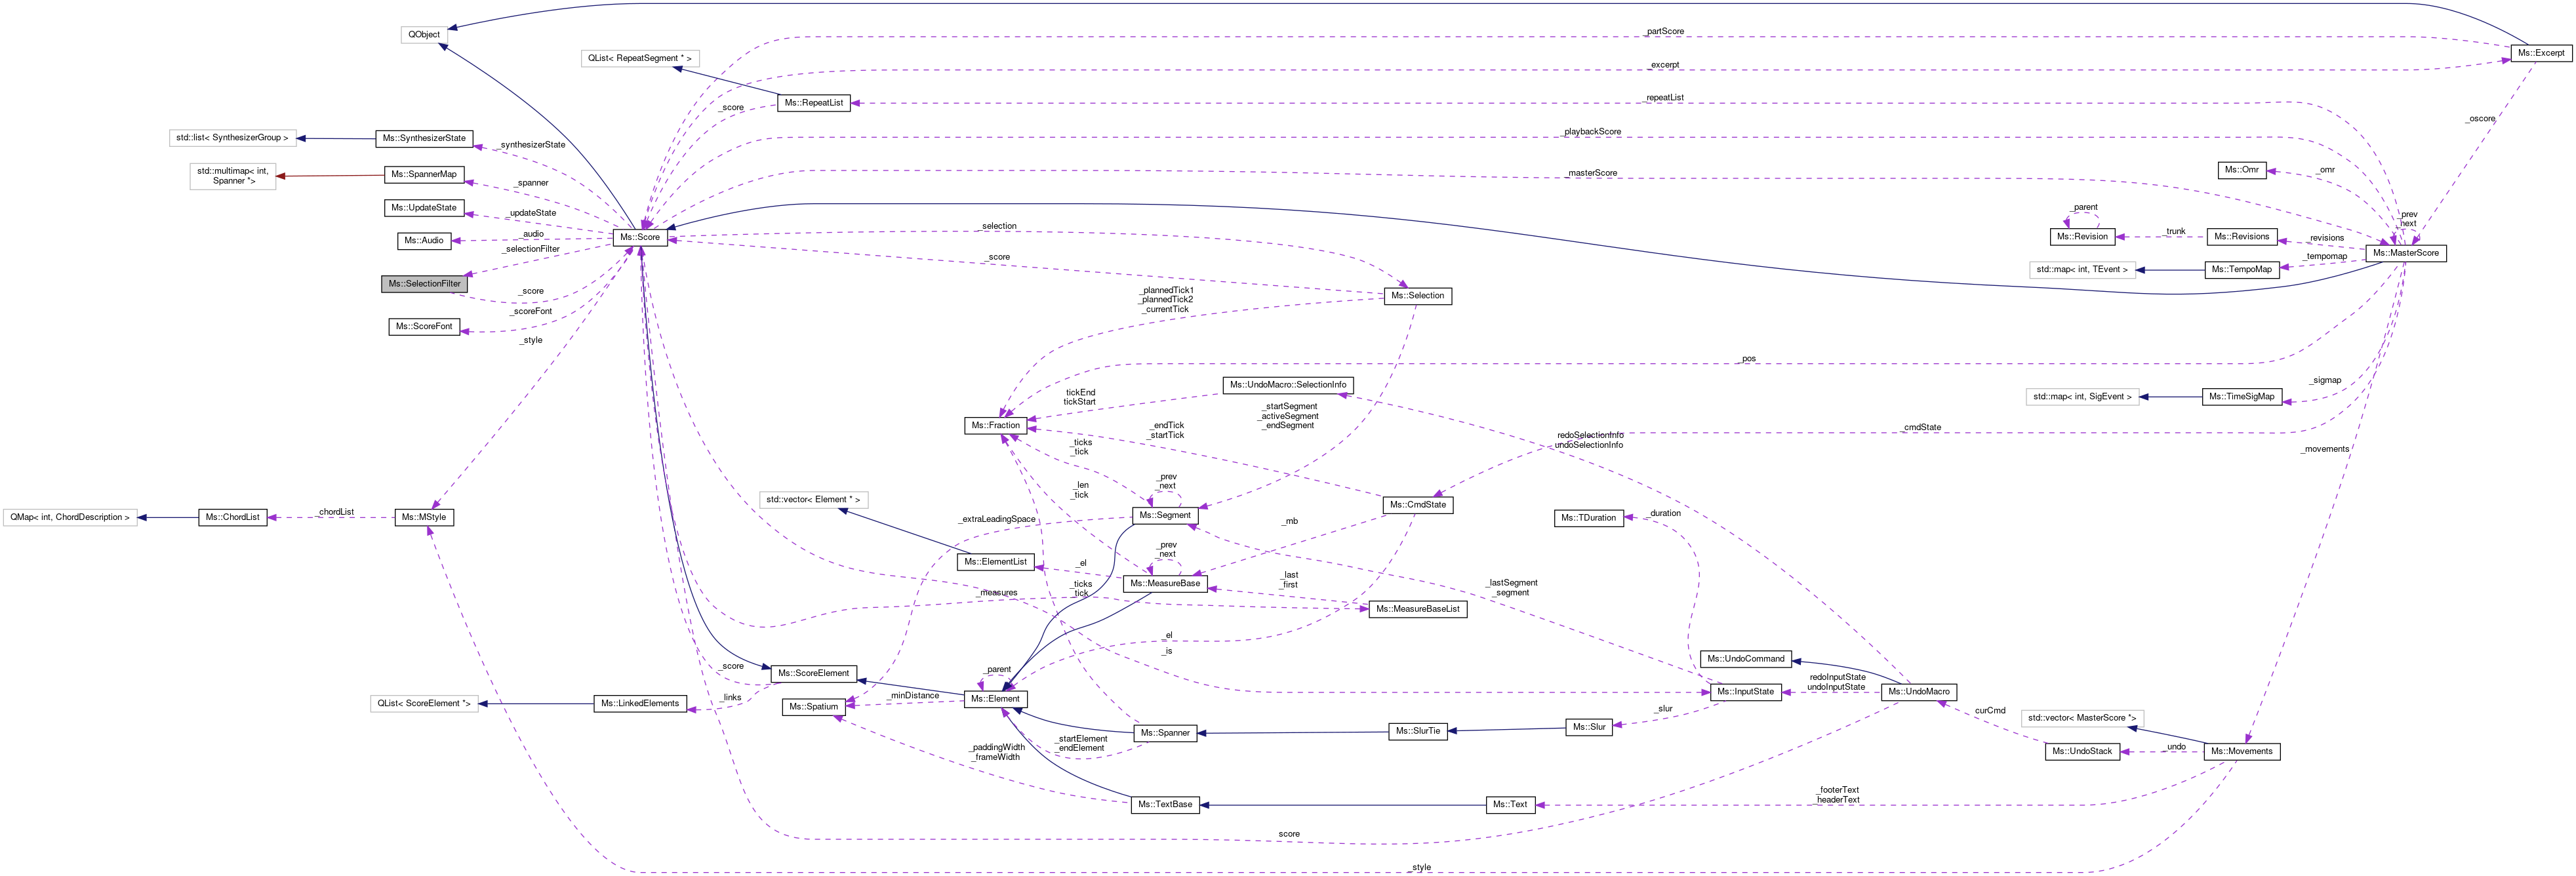 QObject
_partScore
Ms::Excerpt
QList< RepeatSegment * >
_excerpt
Ms::RepeatList
_score
_repeatList
_oscore
std::list< SynthesizerGroup >
Ms::SynthesizerState
_synthesizerState
_playbackScore
std::multimap< int,
Spanner *>
Ms::SpannerMap
_spanner
_masterScore
Ms::Omr
_omr
Ms::UpdateState
_updateState
_parent
_prev
_next
Ms::Audio
_audio
Ms::Score
_selection
Ms::Revision
_trunk
Ms::Revisions
_revisions
Ms::MasterScore
_selectionFilter
_score
std::map< int, TEvent >
Ms::TempoMap
_tempomap
Ms::SelectionFilter
_score
_plannedTick1
_plannedTick2
_currentTick
Ms::Selection
_scoreFont
Ms::ScoreFont
_style
_pos
tickEnd
tickStart
Ms::UndoMacro::SelectionInfo
_sigmap
std::map< int, SigEvent >
Ms::TimeSigMap
_startSegment
_activeSegment
_endSegment
Ms::Fraction
_endTick
_startTick
_cmdState
redoSelectionInfo
undoSelectionInfo
_ticks
_tick
_movements
_len
_tick
_prev
_next
std::vector< Element * >
Ms::CmdState
QMap< int, ChordDescription >
Ms::ChordList
_chordList
Ms::MStyle
_extraLeadingSpace
Ms::Segment
_mb
Ms::TDuration
_duration
Ms::ElementList
_el
_prev
_next
Ms::MeasureBase
_last
_first
_lastSegment
_segment
_measures
_ticks
_tick
Ms::MeasureBaseList
_el
_is
Ms::UndoCommand
_score
Ms::ScoreElement
_parent
redoInputState
undoInputState
QList< ScoreElement *>
Ms::LinkedElements
_links
Ms::Spatium
_minDistance
Ms::Element
Ms::InputState
Ms::UndoMacro
_slur
curCmd
std::vector< MasterScore *>
_startElement
_endElement
Ms::Spanner
Ms::SlurTie
Ms::Slur
_paddingWidth
_frameWidth
Ms::UndoStack
_undo
Ms::Movements
Ms::TextBase
Ms::Text
_footerText
_headerText
score
_style